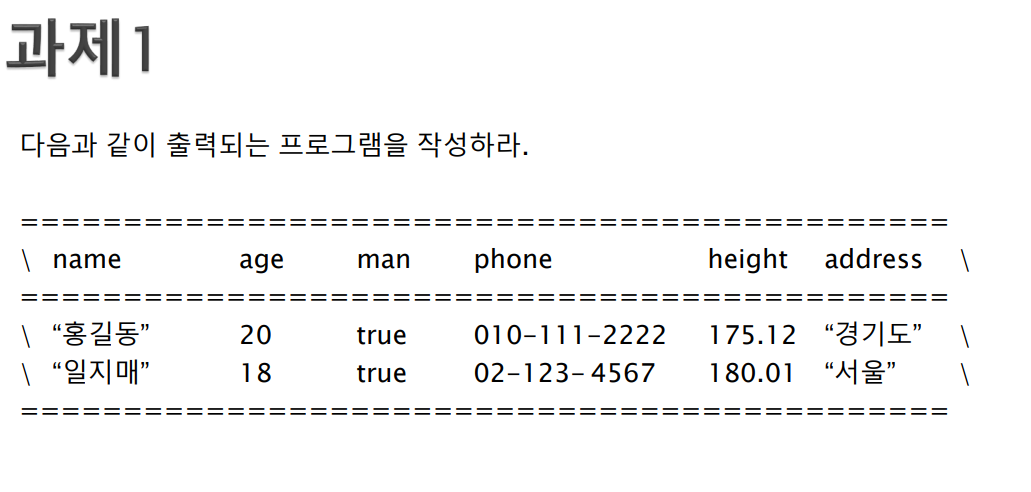 과제1
다음과 같이 출력되는 프로그램을 작성하라.
=============================================
\ name age man phone height address \
=============================================
\ “홍길동” 20 true 010-111-2222 175.12 “경기도” \
\ “일지매” 18 true 02-123- 4567 180.01 “서울” \
=============================================